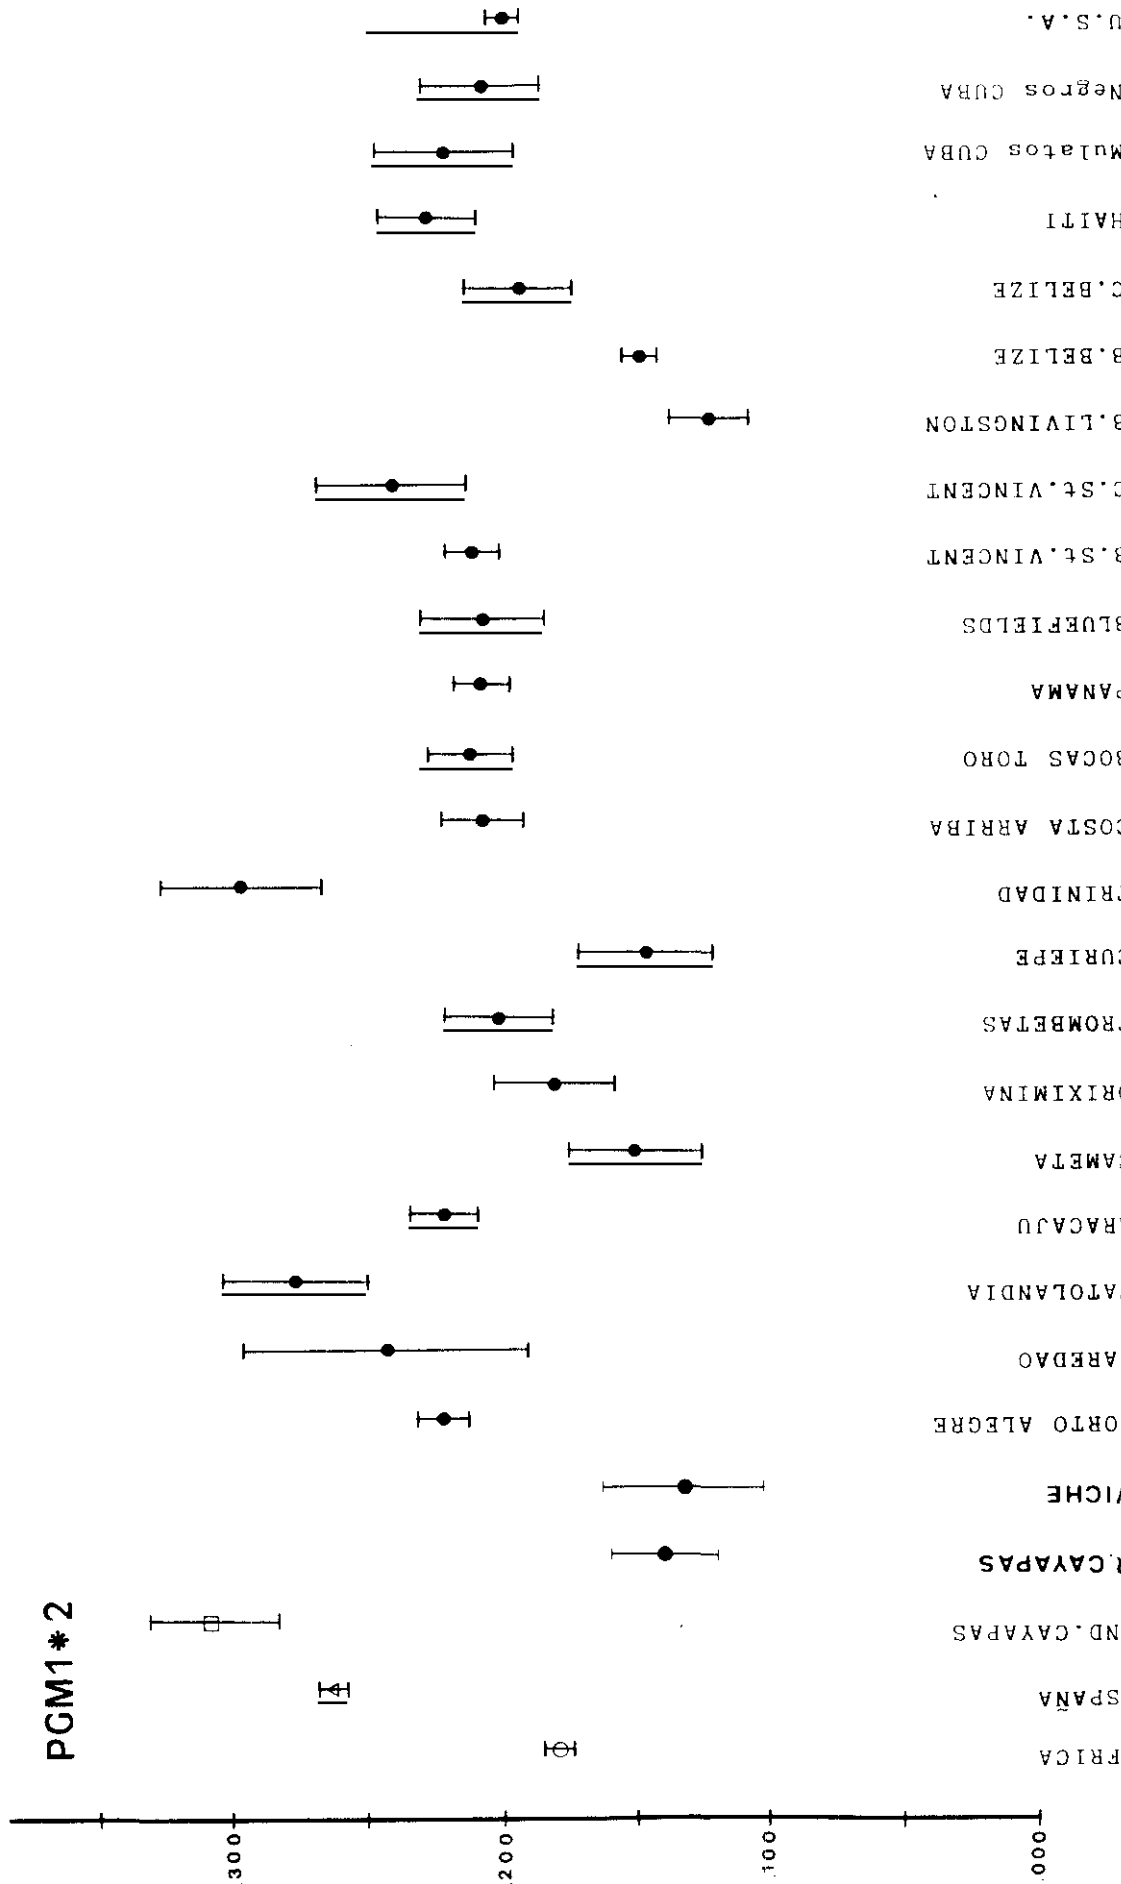 U.S.A.
Negros CUBA
Mulatos CUBA
HAITI
C.BELIZE
B.BELIZE
B.LIVINGSTON
C.St.VINCENT
B.St.VINCENT
BLUEFIELDS
PANAMA
BOCAS TORO
COSTA ARRIBA
TRINIDAD
CURIEPE
TROMBETAS
ORIXIMINA
CAMETA
ARACAJU
CATOLANDIA
PAREDAO
PORTO ALEGRE
VICHE
R.CAYAPAS
IND.CAYAPAS
ESPAÑA
AFRICA
PGM1*2
.300
.200
.100
.000